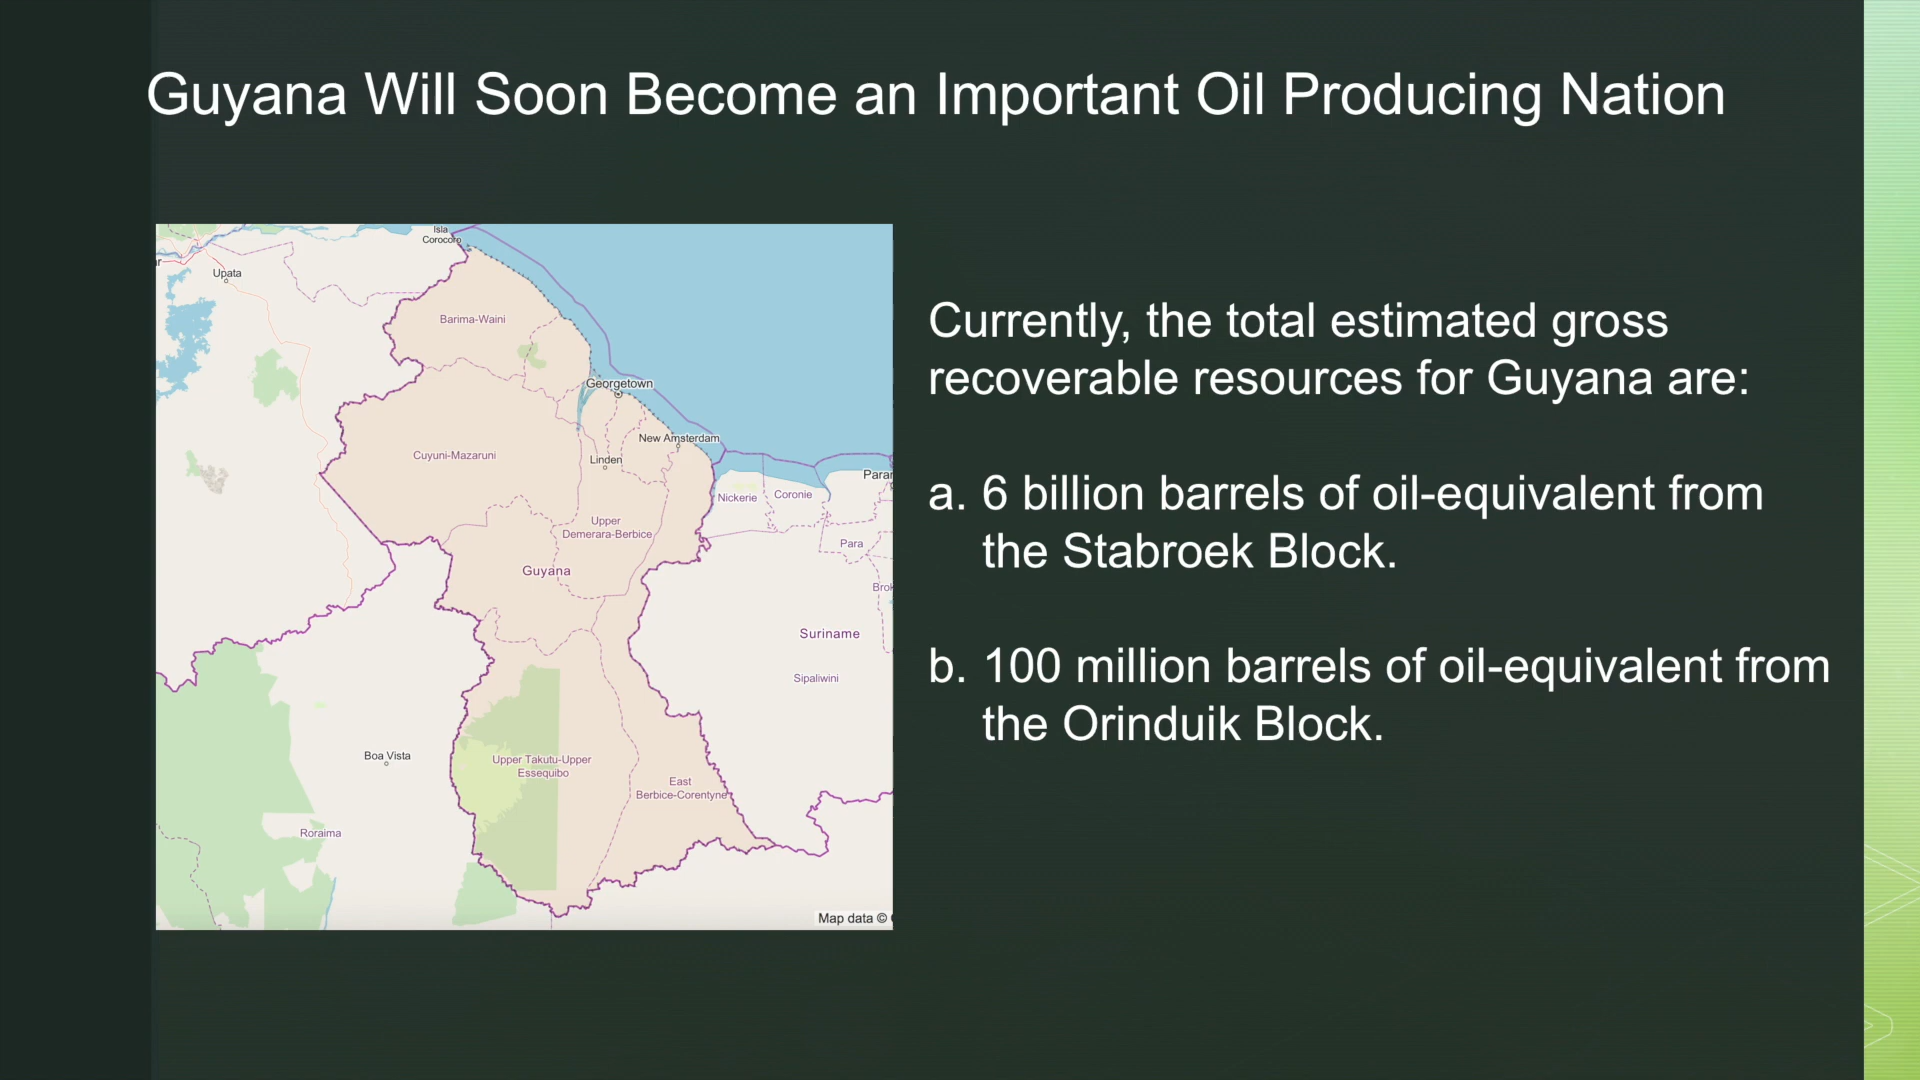 Guyana Will Soon Become an Important Oil Producing Nation
Isla
Corocoro
Upata
Barima-Waini
Georgetown
New Amsterdam
Cuyuni-Mazaruni
Linden
Nickerie
Coronie
Upper
Demerara-Berbice
Para
Guyana
Suriname
Sipaliwini
Boa Vista
Upper Takutu-Upper
Essequibo
East
Berbice-Corentyne
Roraima
Map data ©
Currently, the total estimated gross
recoverable resources for Guyana are:
a. 6 billion barrels of oil-equivalent from
the Stabroek Block.
b. 100 million barrels of oil-equivalent from
the Orinduik Block.